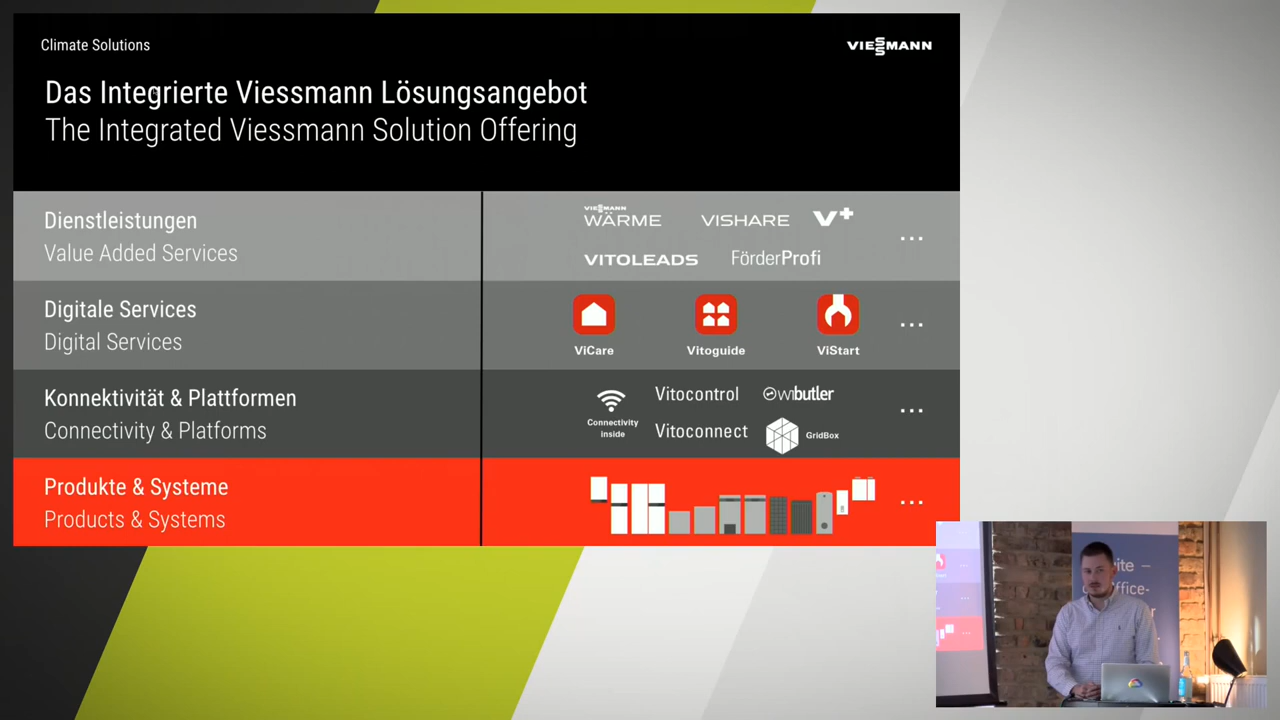 Climate Solutions
VIESSMANN
Das Integrierte Viessmann Lösungsangebot
The Integrated Viessmann Solution Offering
Dienstleistungen
Value Added Services
VIESSMANN
WÄRME
VISHARE
V+
...
VITOLEADS
FörderProfi
Digitale Services
Digital Services
ViCare
Vitoguide
ViStart
...
Konnektivität & Plattformen
Connectivity & Platforms
Connectivity
inside
Vitocontrol
wibutler
Vitoconnect
GridBox
...
Produkte & Systeme
Products & Systems
...
ite –
Office-